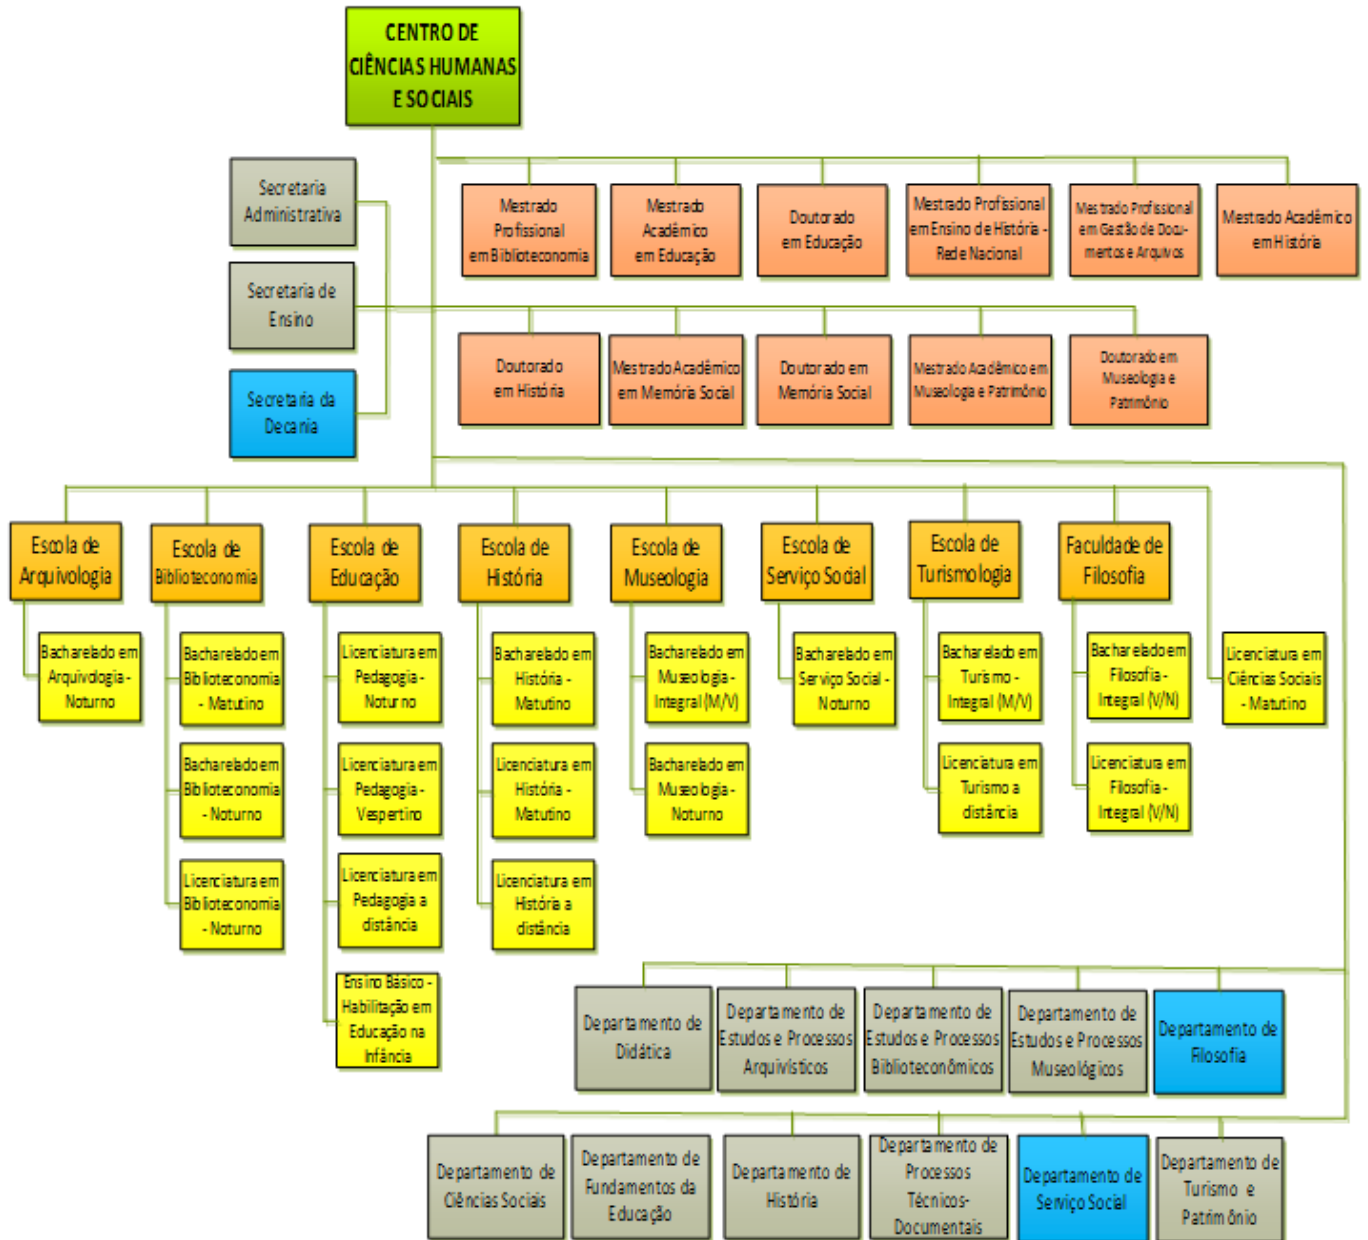 CENTRO DE
CIÊNCIAS HUMANAS
E SOCIAIS
Secretaria
Administrativa
Secretaria de
Ensino
Secretaria da
Decania
Mestrado
Profissional
em Biblioteconomia
Mestrado
Acadêmico
em Educação
Doutorado
em Educação
Mestrado Profissional
em Ensino de História -
Rede Nacional
Mestrado Profissional
em Gestão de Docu-
mentos e Arquivos
Mestrado Acadêmico
em História
Doutorado
em História
Mestrado Acadêmico
em Memória Social
Doutorado em
Memória Social
Mestrado Acadêmico em
Museologia e Patrimônio
Doutorado em
Museologia e
Patrimônio
Escola de
Arquivologia
Escola de
Biblioteconomia
Escola de
Educação
Escola de
História
Escola de
Museologia
Escola de
Serviço Social
Escola de
Turismologia
Faculdade de
Filosofia
Bacharelado em
Arquivologia -
Noturno
Bacharelado em
Biblioteconomia
- Matutino
Licenciatura em
Pedagogia -
Noturno
Bacharelado em
História -
Matutino
Bacharelado em
Museologia -
Integral (M/V)
Bacharelado em
Serviço Social -
Noturno
Bacharelado em
Turismo -
Integral (M/V)
Bacharelado em
Filosofia -
Integral (V/N)
Licenciatura em
Ciências Sociais
- Matutino
Bacharelado em
Biblioteconomia
- Noturno
Licenciatura em
Pedagogia -
Vespertino
Licenciatura em
História -
Matutino
Bacharelado em
Museologia -
Noturno
Licenciatura em
Turismo a
distância
Licenciatura em
Filosofia -
Integral (V/N)
Licenciatura em
Biblioteconomia
- Noturno
Licenciatura em
Pedagogia a
distância
Licenciatura em
História a
distância
Ensino Básico -
Habilitação em
Educação na
Infância
Departamento de
Didática
Departamento de
Estudos e Processos
Arquivísticos
Departamento de
Estudos e Processos
Biblioteconômicos
Departamento de
Estudos e Processos
Museológicos
Departamento de
Filosofia
Departamento de
Ciências Sociais
Departamento de
Fundamentos da
Educação
Departamento de
História
Departamento de
Processos
Técnicos-
Documentais
Departamento de
Serviço Social
Departamento de
Turismo e
Patrimônio